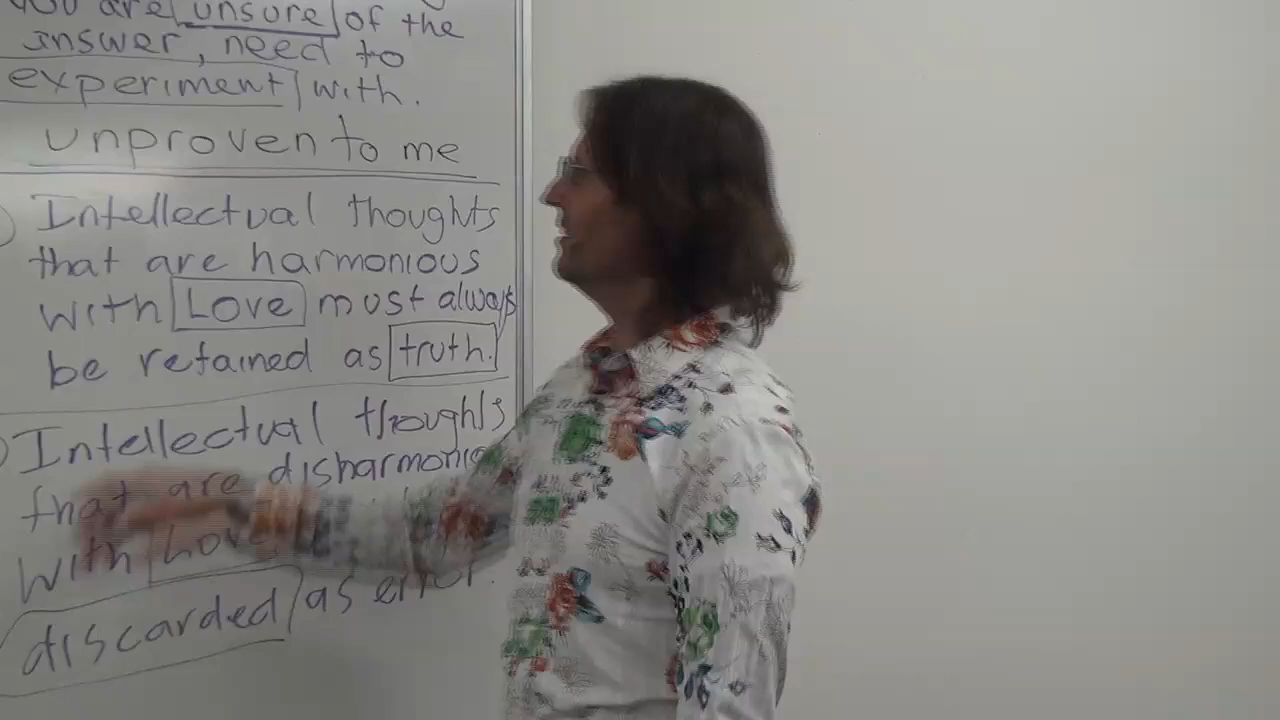 you are unsure of the
answer, need to
experiment with.
unproven to me
Intellectual thoughts
that are harmonious
with Love must always
be retained as truth.
Intellectual thoughts
that are disharmonio
with Love
discarded as error.